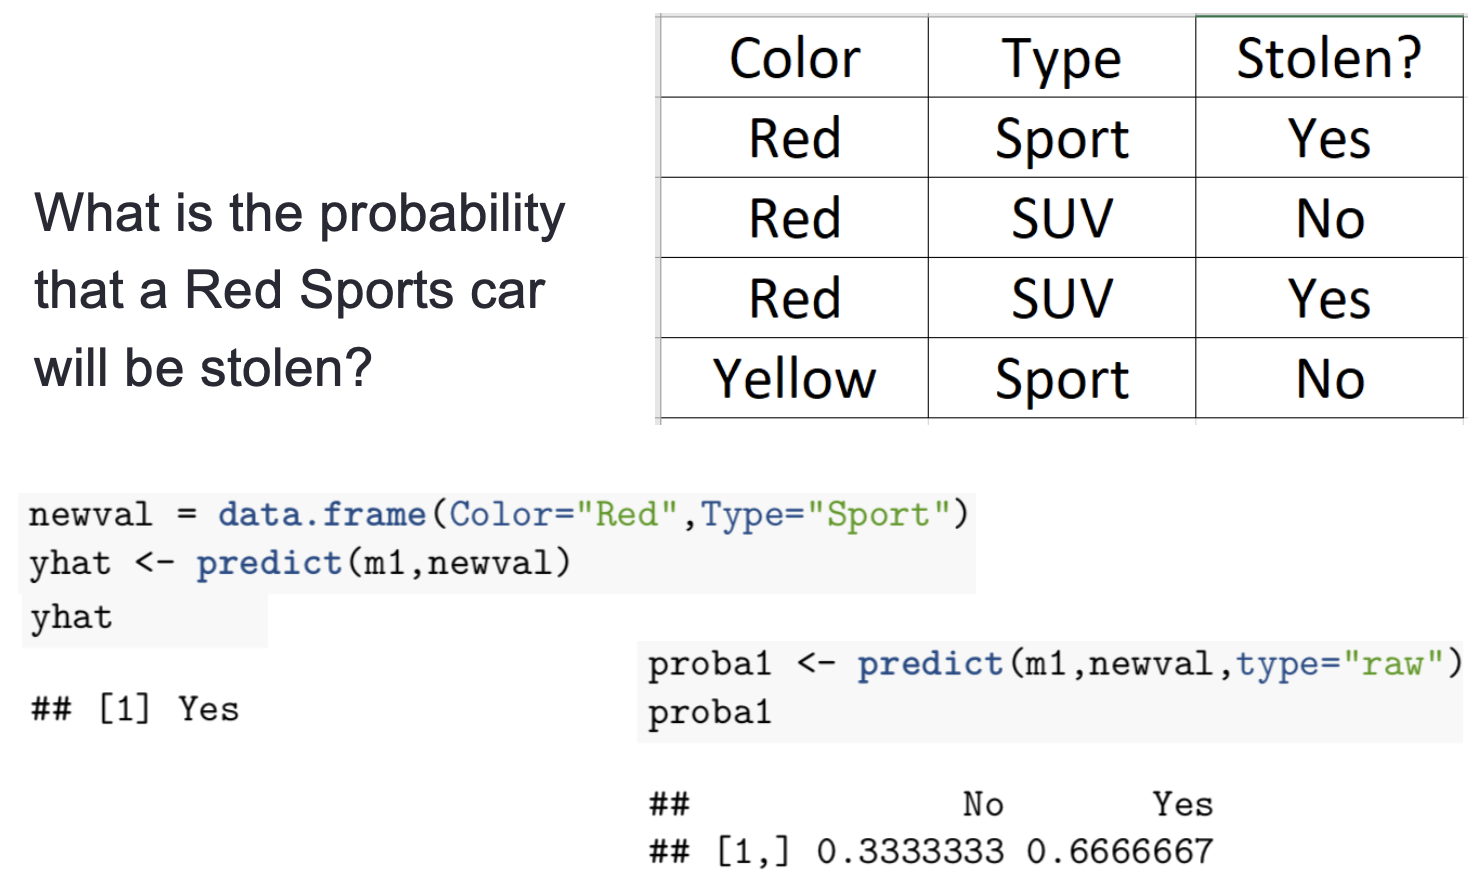 What is the probability
that a Red Sports car
will be stolen?
Color Type Stolen?
Red Sport Yes
Red SUV No
Red SUV Yes
Yellow Sport No
newval = data.frame(Color="Red",Type="Sport")
yhat <- predict(m1,newval)
yhat
## [1] Yes
proba1 <- predict(m1,newval,type="raw")
proba1
## No Yes
## [1,] 0.3333333 0.6666667